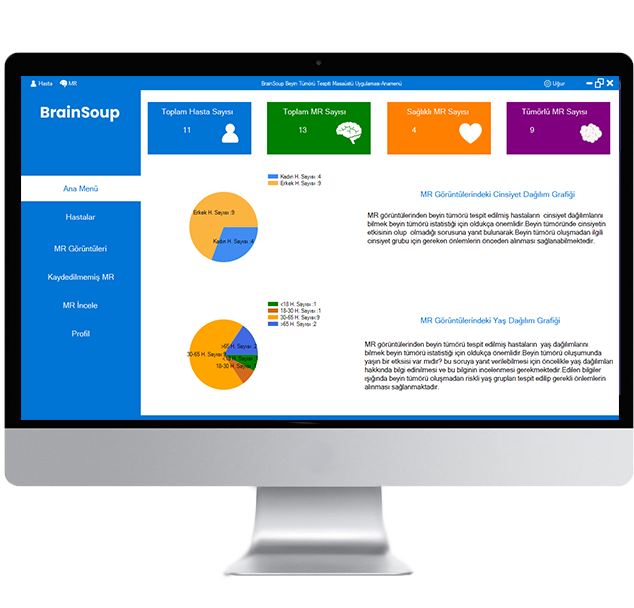 Hasta MR
BrainSoup Beyin Tümörü Tespiti Masaüstü Uygulaması-Anamenü
Uğur
BrainSoup
Toplam Hasta Sayısı
11
Toplam MR Sayısı
13
Sağlıklı MR Sayısı
4
Tümörlü MR Sayısı
9
Ana Menü
Hastalar
MR Görüntüleri
Kaydedilmemiş MR
MR İncele
Profil
Kadın H. Sayısı :4
Erkek H. Sayısı :9
Erkek H. Sayısı :9
Kadın H. Sayısı :4
MR Görüntülerindeki Cinsiyet Dağılım Grafiği
MR görüntülerinden beyin tümörü tespit edilmiş hastaların cinsiyet dağılımlarını
bilmek beyin tümörü istatistiği için oldukça önemlidir.Beyin tümöründe cinsiyetin
etkisinin olup olmadığı sorusuna yanıt bulunarak.Beyin tümörü oluşmadan ilgili
cinsiyet grubu için gereken önlemlerin önceden alınması sağlanabilmektedir.
<18 H. Sayısı :1
18-30 H. Sayısı :1
30-65 H. Sayısı:9
>65 H. Sayısı :2
>65 H. Sayısı :2
30-65 H. Sayısı:9
<18 H. Sayısı :1
18-30 H. Sayısı :1
MR Görüntülerindeki Yaş Dağılım Grafiği
MR görüntülerinden beyin tümörü tespit edilmiş hastaların yaş dağılımlarını
bilmek beyin tümörü istatistiği için oldukça önemlidir.Beyin tümörü oluşumunda
yaşın bir etkisi var mıdır? bu soruya yanıt verilebilmesi için öncelikle yaş dağılımları
hakkında bilgi edinilmesi ve bu bilginin incelenmesi gerekmektedir.Edilen bilgiler
ışığında beyin tümörü oluşmadan riskli yaş grupları tespit edilip gerekli önlemlerin
alınması sağlanmaktadır.